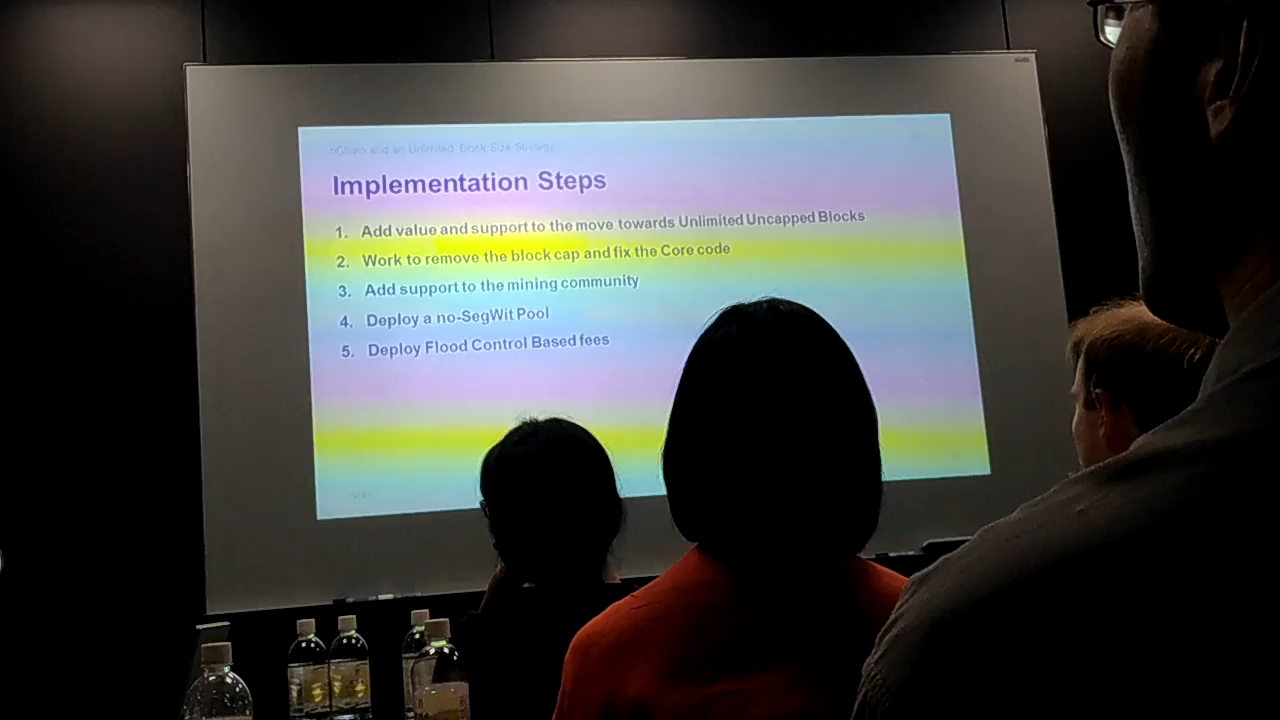 nChain and an Unlimited Block Size Strategy
Implementation Steps
1. Add value and support to the move towards Unlimited Uncapped Blocks
2. Work to remove the block cap and fix the Core code
3. Add support to the mining community
4. Deploy a no-SegWit Pool
5. Deploy Flood Control Based fees